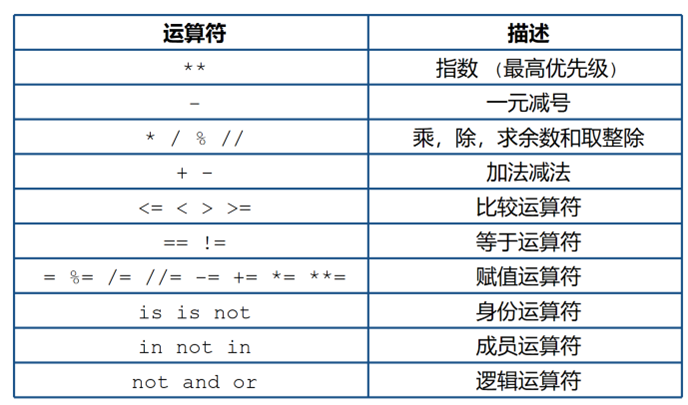 运算符 描述
** 指数 （最高优先级）
- 一元减号
* / % // 乘，除，求余数和取整除
+ - 加法减法
<= < > >= 比较运算符
== != 等于运算符
= %= /= //= -= += *= **= 赋值运算符
is is not 身份运算符
in not in 成员运算符
not and or 逻辑运算符